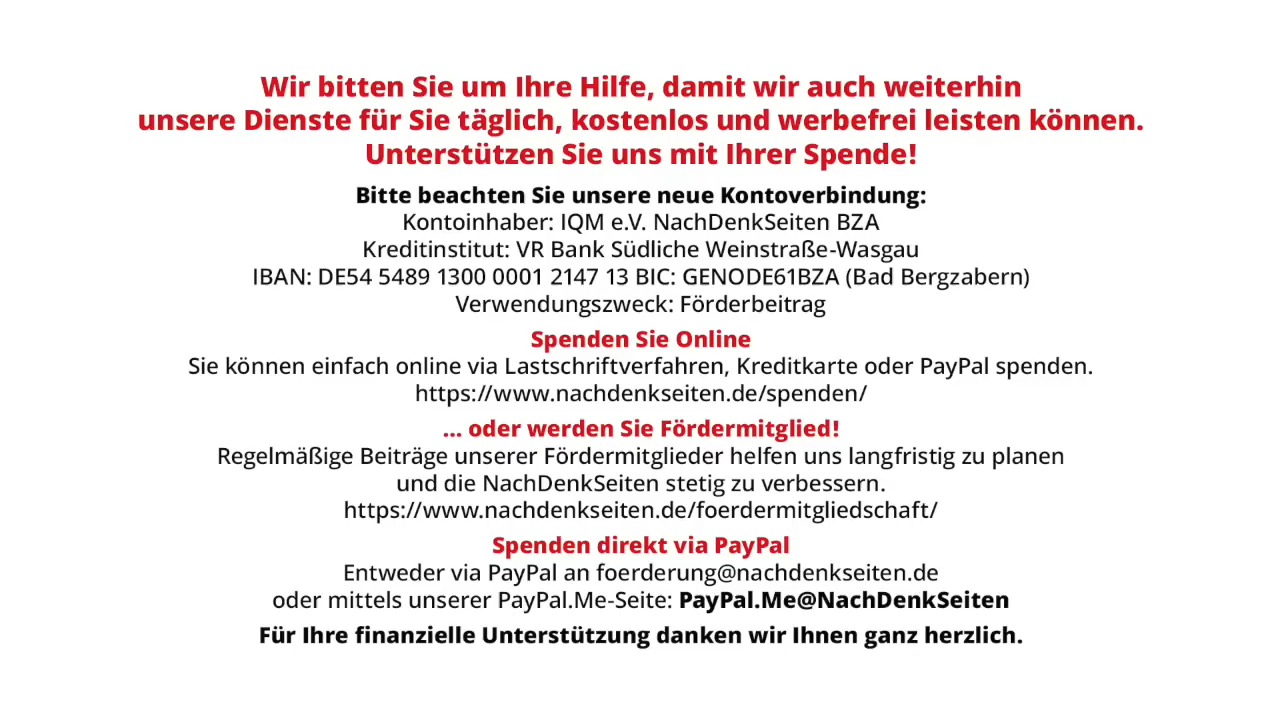 Wir bitten Sie um Ihre Hilfe, damit wir auch weiterhin
unsere Dienste für Sie täglich, kostenlos und werbefrei leisten können.
Unterstützen Sie uns mit Ihrer Spende!
Bitte beachten Sie unsere neue Kontoverbindung:
Kontoinhaber: IQM e.V. NachDenkSeiten BZA
Kreditinstitut: VR Bank Südliche Weinstraße-Wasgau
IBAN: DE54 5489 1300 0001 2147 13 BIC: GENODE61BZA (Bad Bergzabern)
Verwendungszweck: Förderbeitrag
Spenden Sie Online
Sie können einfach online via Lastschriftverfahren, Kreditkarte oder PayPal spenden.
https://www.nachdenkseiten.de/spenden/
... oder werden Sie Fördermitglied!
Regelmäßige Beiträge unserer Fördermitglieder helfen uns langfristig zu planen
und die NachDenkSeiten stetig zu verbessern.
https://www.nachdenkseiten.de/foerdermitgliedschaft/
Spenden direkt via PayPal
Entweder via PayPal an foerderung@nachdenkseiten.de
oder mittels unserer PayPal.Me-Seite: PayPal.Me@NachDenkSeiten
Für Ihre finanzielle Unterstützung danken wir Ihnen ganz herzlich.